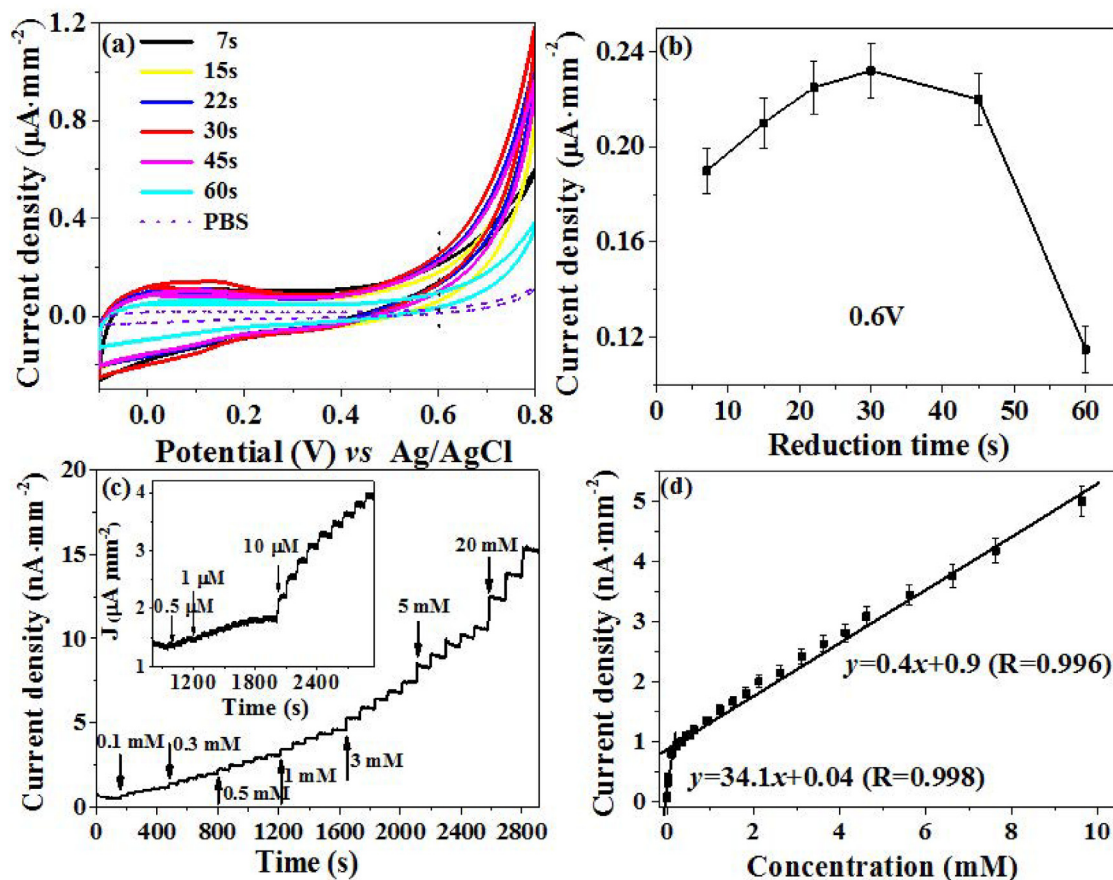 (a)
1.2
0.8
0.4
0.0
Current density (μA·mm⁻²)
7s
15s
22s
30s
45s
60s
PBS
0.0 0.2 0.4 0.6 0.8
Potential (V) vs Ag/AgCl
(b)
0.24
0.20
0.16
0.12
Current density (μA·mm⁻²)
0.6V
0 10 20 30 40 50 60
Reduction time (s)
(c)
20
15
10
5
0
Current density (nA·mm⁻²)
4
3
2
1
J (μA mm⁻²)
0.5 μM
1 μM
10 μM
1200 1800 2400
Time (s)
0.1 mM
0.3 mM
0.5 mM
1 mM
3 mM
5 mM
20 mM
0 400 800 1200 1600 2000 2400 2800
Time (s)
(d)
5
4
3
2
1
0
Current density (nA·mm⁻²)
y=0.4x+0.9 (R=0.996)
y=34.1x+0.04 (R=0.998)
0 2 4 6 8 10
Concentration (mM)